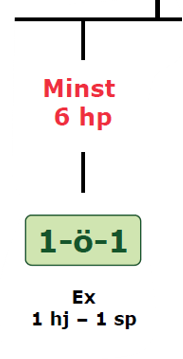 Minst
6 hp
1-ö-1
Ex
1 hj – 1 sp